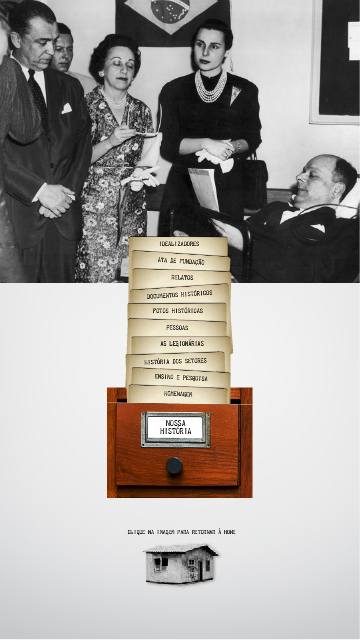 IDEALIZADORES
ATA DE FUNDAÇÃO
RELATOS
DOCUMENTOS HISTÓRICOS
FOTOS HISTÓRICAS
PESSOAS
AS LEGIONÁRIAS
HISTÓRIA DOS SETORES
ENSINO E PESQUISA
HOMENAGEM
NOSSA
HISTÓRIA
CLIQUE NA IMAGEM PARA RETORNAR À HOME